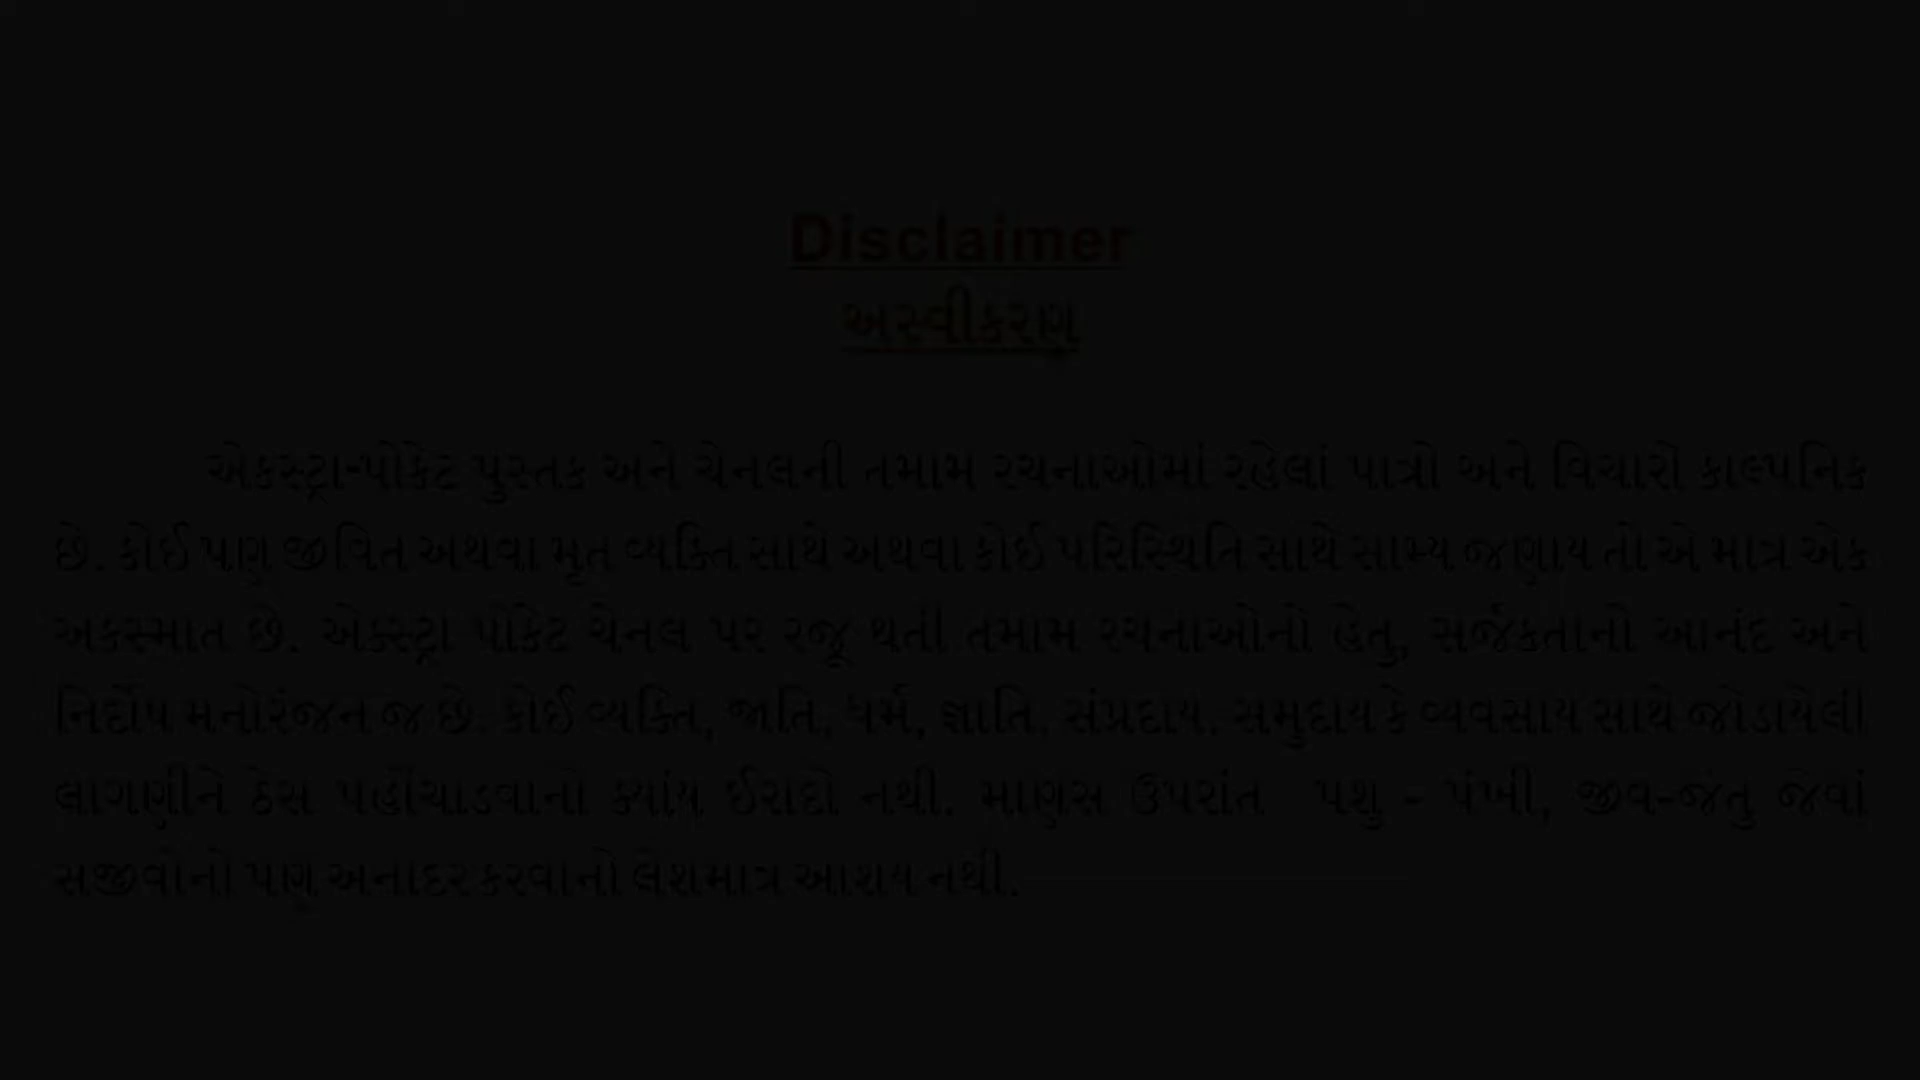 Disclaimer
અસ્વીકરણ
એકસ્ટ્રા-પોકેટ પુસ્તક અને ચેનલની તમામ રચનાઓમાં રહેલાં પાત્રો અને વિચારો કાલ્પનિક
છે. કોઈ પણ જીવિત અથવા મૃત વ્યક્તિ સાથે અથવા કોઈ પરિસ્થિતિ સાથે સામ્ય જણાય તો એ માત્ર એક
અકસ્માત છે. એકસ્ટ્રા પોકેટ ચેનલ પર રજૂ થતી તમામ રચનાઓનો હેતુ, સર્જકતાનો આનંદ અને
નિર્દોષ મનોરંજન જ છે. કોઈ વ્યક્તિ, જાતિ, ધર્મ, જ્ઞાતિ, સંપ્રદાય, સમુદાય કે વ્યવસાય સાથે જોડાયેલી
લાગણીને ઠેસ પહોંચાડવાનો ક્યાંય ઈરાદો નથી. માણસ ઉપરાંત પશુ - પંખી, જીવ-જંતુ જેવાં
સજીવોનો પણ અનાદર કરવાનો લેશમાત્ર આશય નથી.